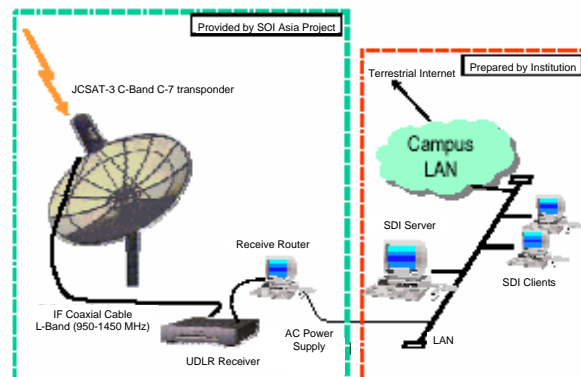 Provided by SOI Asia Project
Prepared by Institution
JCSAT-3 C-Band C-7 transponder
Terrestrial Internet
Campus
LAN
Receive Router
SDI Server
SDI Clients
IF Coaxial Cable
L-Band (950-1450 MHz)
UDLR Receiver
AC Power
Supply
LAN